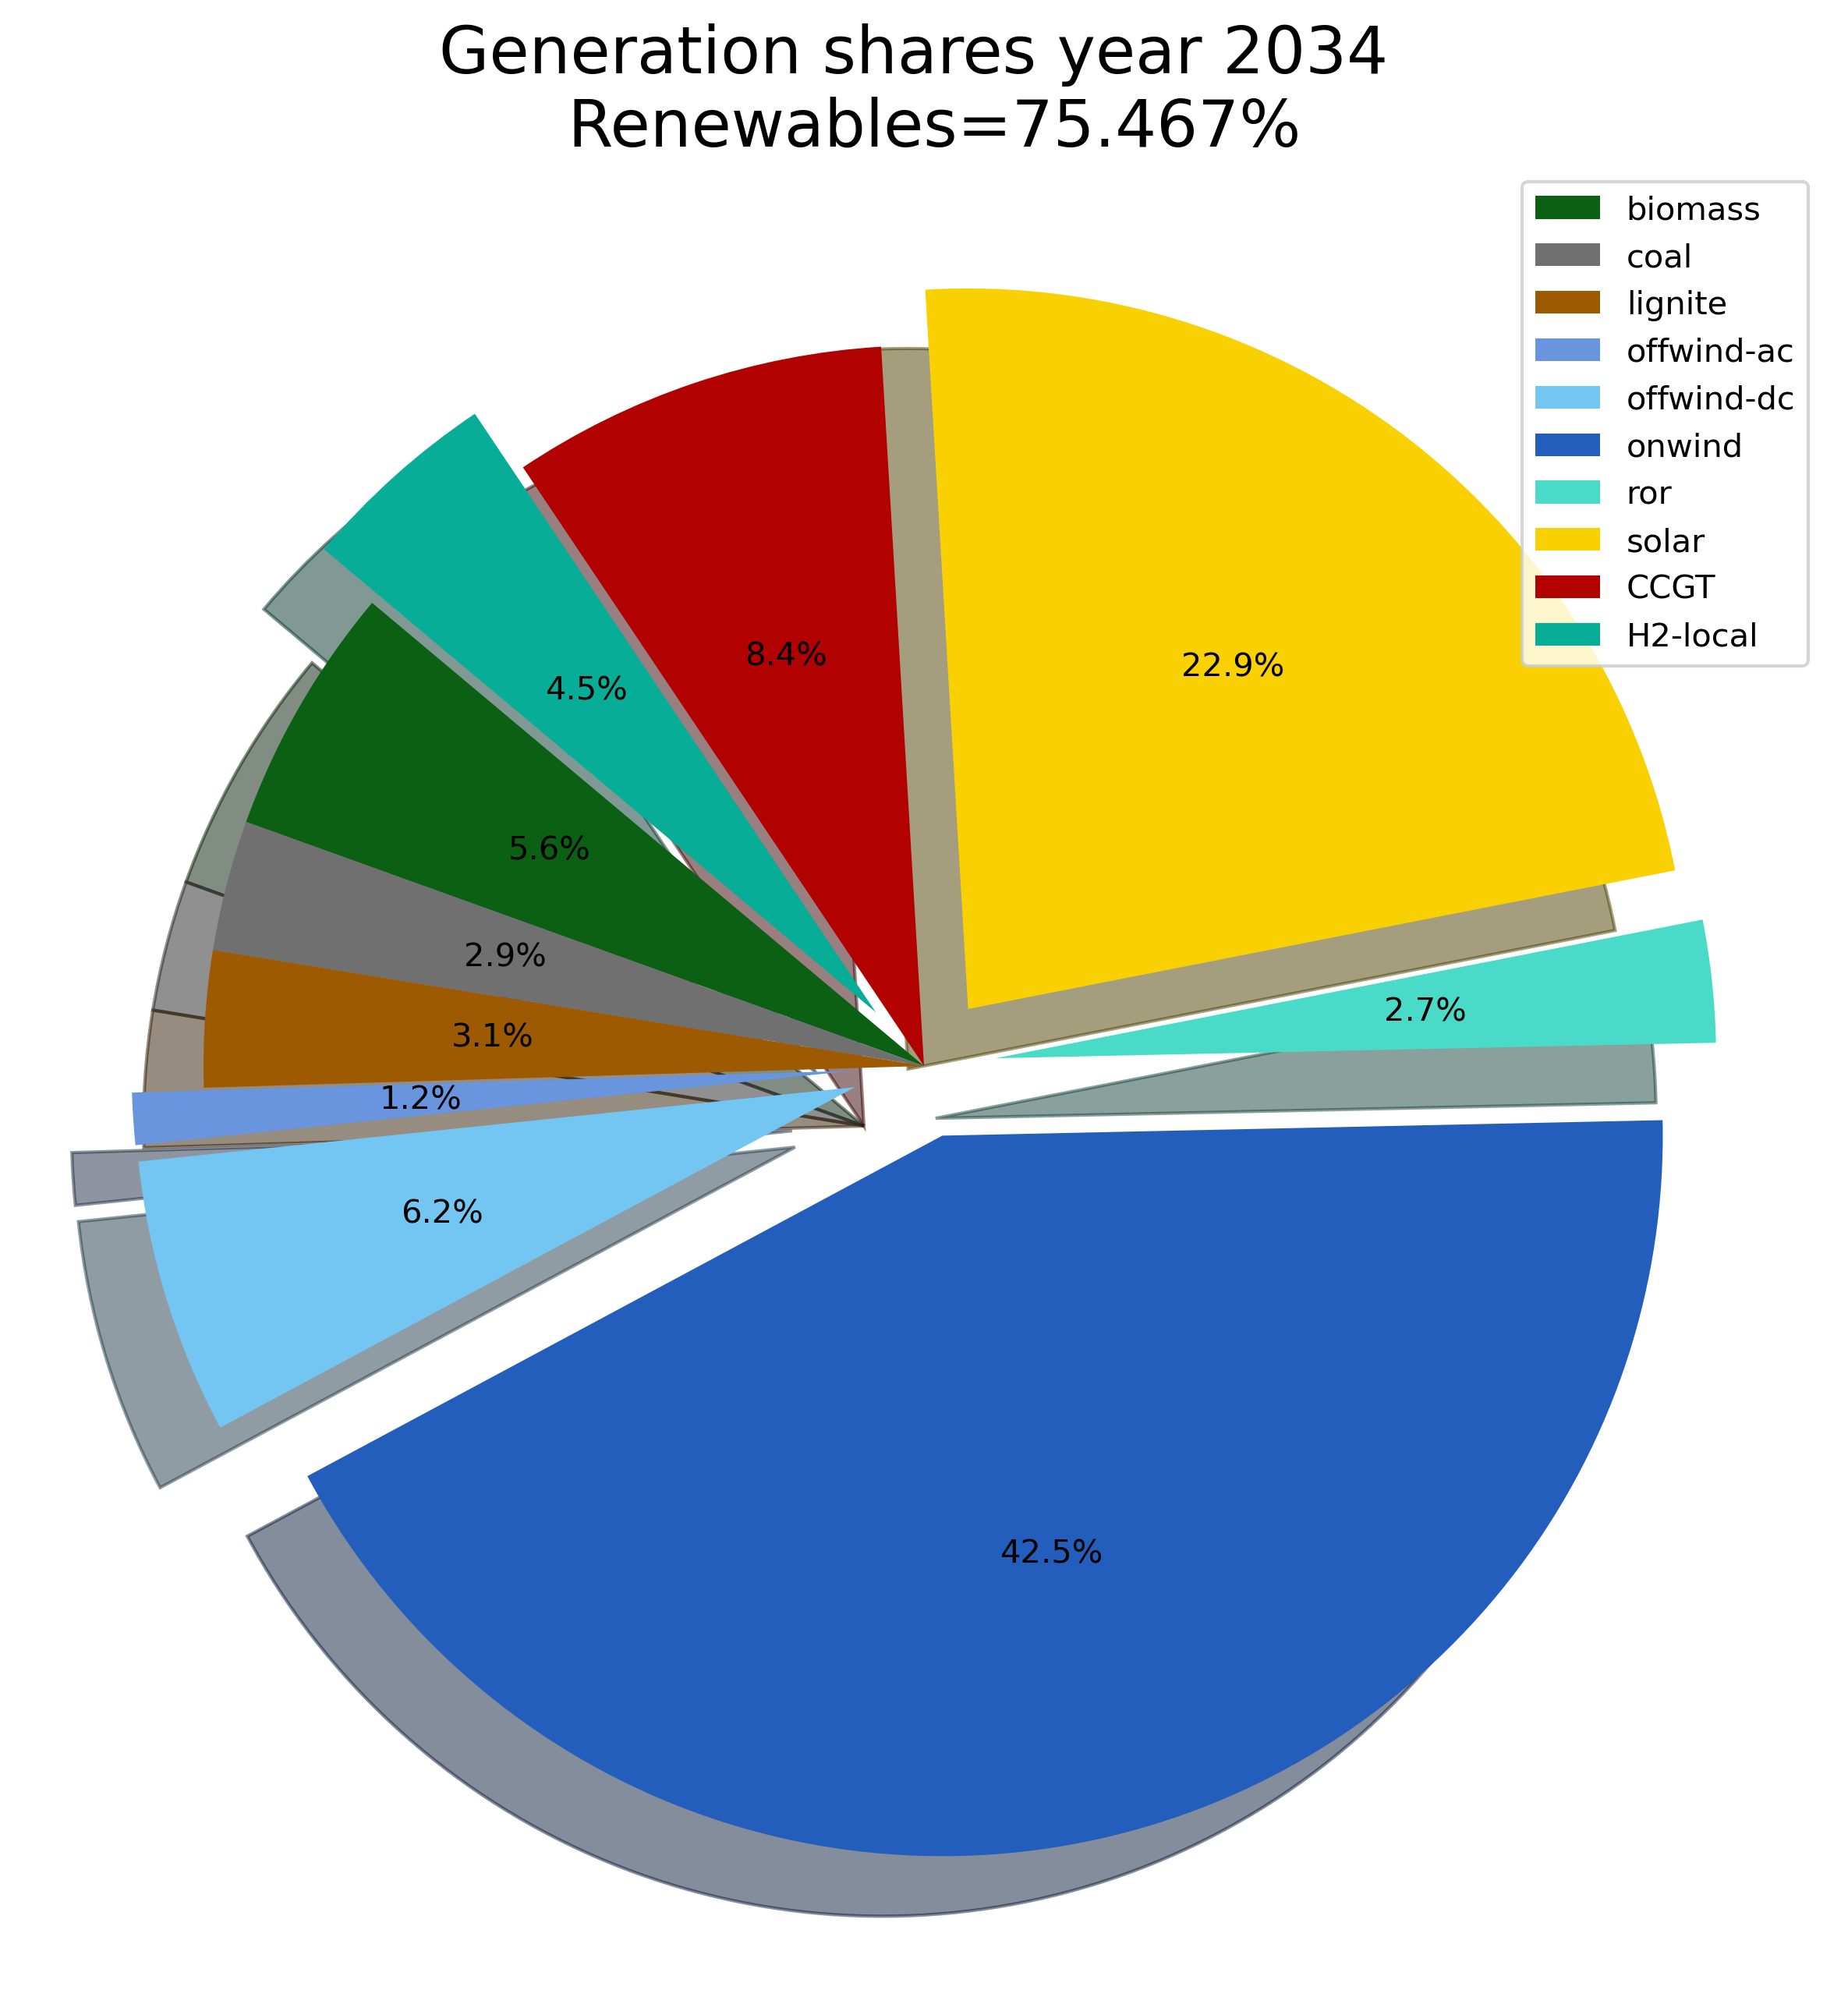 Generation shares year 2034
Renewables=75.467%
biomass
coal
lignite
offwind-ac
offwind-dc
onwind
ror
solar
CCGT
H2-local
8.4%
22.9%
4.5%
5.6%
2.9%
2.7%
3.1%
1.2%
6.2%
42.5%